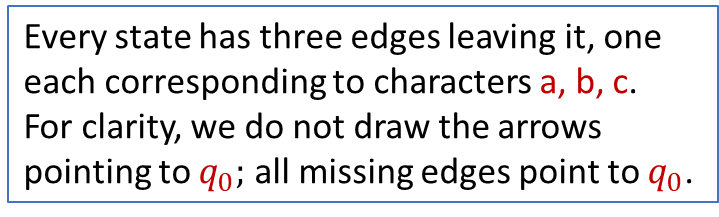 Every state has three edges leaving it, one
each corresponding to characters a, b, c.
For clarity, we do not draw the arrows
pointing to q₀; all missing edges point to q₀.